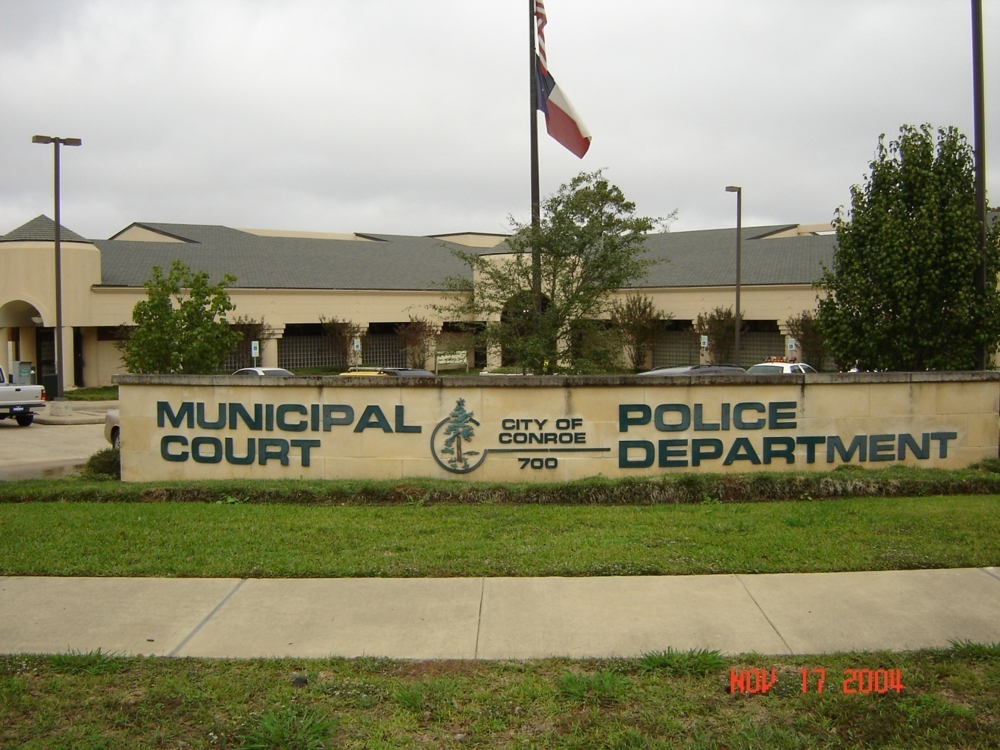 MUNICIPAL
COURT
CITY OF
CONROE
700
POLICE
DEPARTMENT
NOV 17 2004